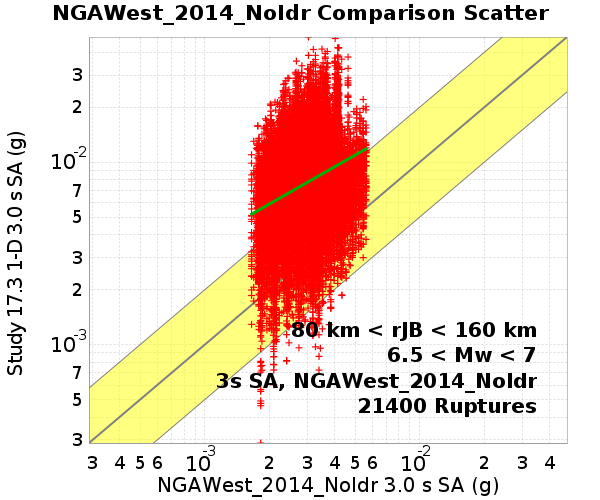 NGAWest_2014_NoIdr Comparison Scatter
Study 17.3 1-D 3.0 s SA (g)
3
2
10-2
7
5
3
2
10-3
7
5
3
80 km < rJB < 160 km
6.5 < Mw < 7
3s SA, NGAWest_2014_NoIdr
21400 Ruptures
3 4 5 6 10-3 2 3 4 5 6 10-2 2 3 4
NGAWest_2014_NoIdr 3.0 s SA (g)